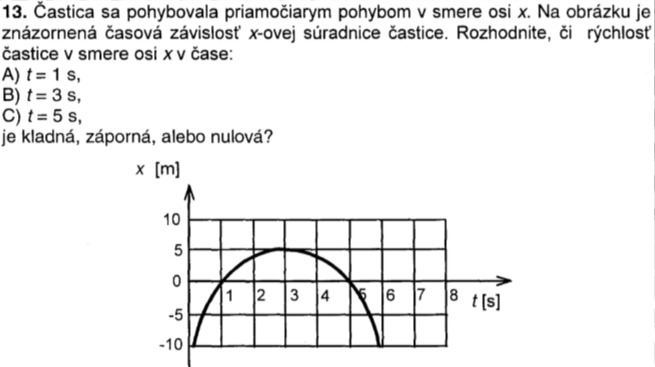 13. Častica sa pohybovala priamočiarym pohybom v smere osi x. Na obrázku je
znázornená časová závislosť x-ovej súradnice častice. Rozhodnite, či rýchlosť
častice v smere osi x v čase:
A) t = 1 s,
B) t = 3 s,
C) t = 5 s,
je kladná, záporná, alebo nulová?
x [m]
10
5
0
1 2 3 4 5 6 7 8 t [s]
-5
-10